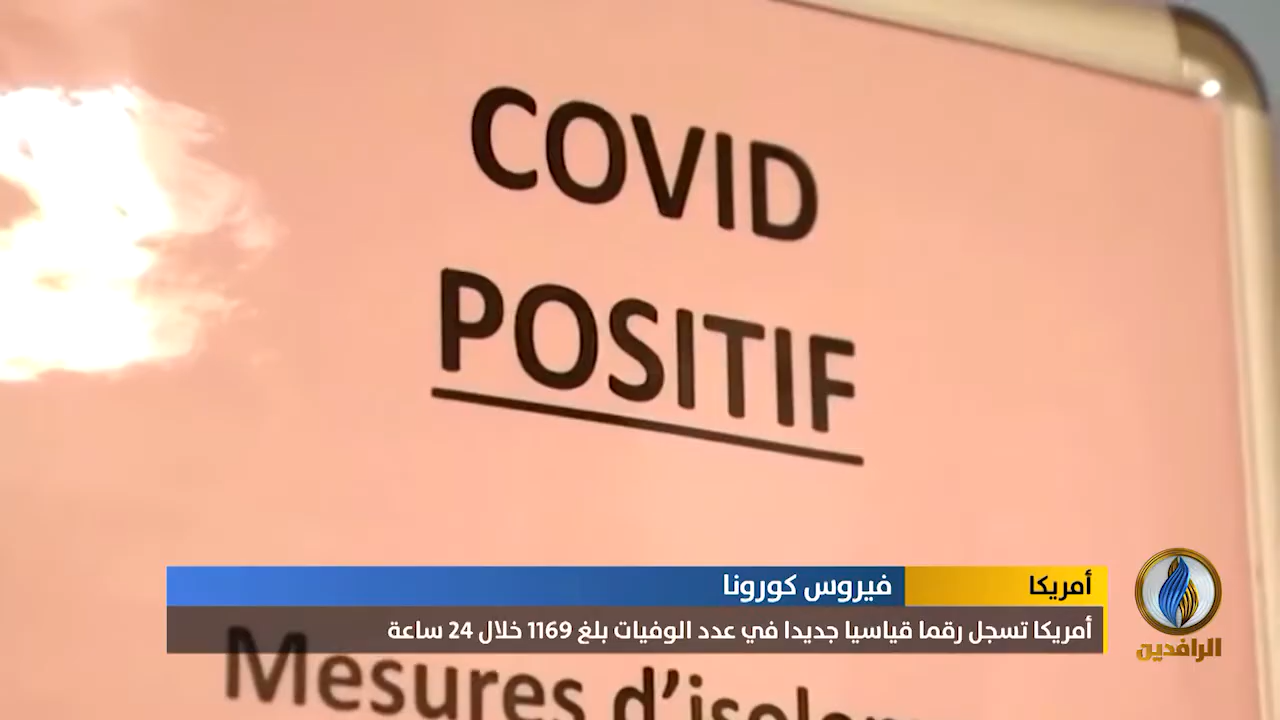 COVID
POSITIF
أمريكا
فيروس كورونا
أمريكا تسجل رقما قياسيا جديدا في عدد الوفيات بلغ 1169 خلال 24 ساعة
الرافدين
Mesures